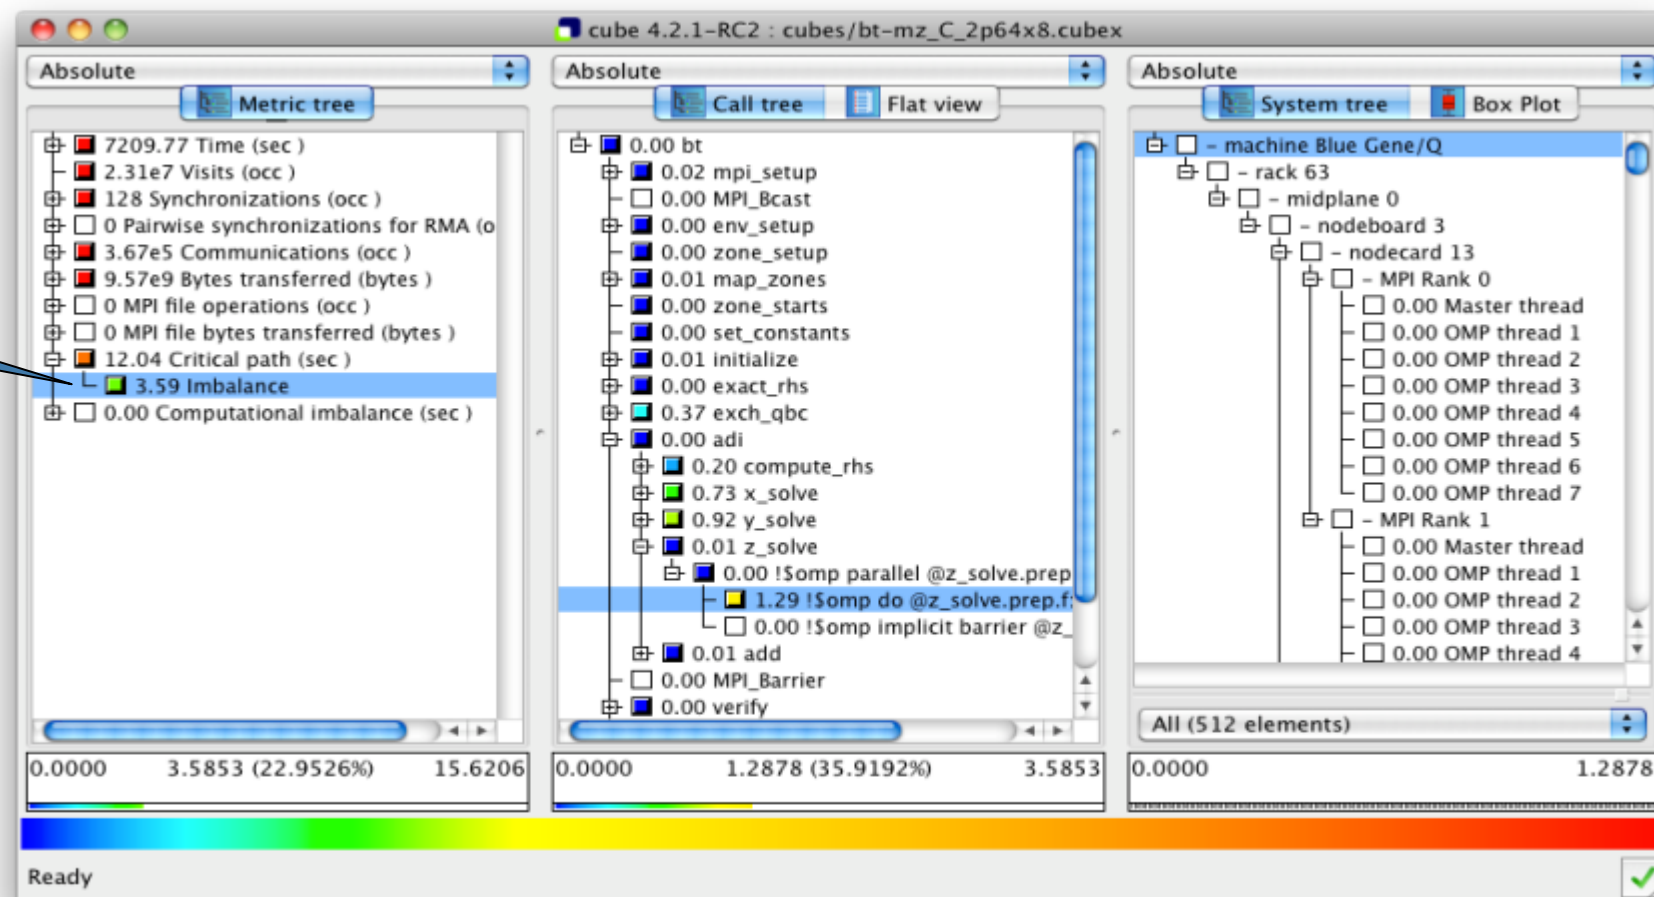 cube 4.2.1-RC2 : cubes/bt-mz_C_2p64x8.cubex
Absolute
Metric tree
7209.77 Time (sec )
2.31e7 Visits (occ )
128 Synchronizations (occ )
0 Pairwise synchronizations for RMA (o
3.67e5 Communications (occ )
9.57e9 Bytes transferred (bytes )
0 MPI file operations (occ )
0 MPI file bytes transferred (bytes )
12.04 Critical path (sec )
3.59 Imbalance
0.00 Computational imbalance (sec )
0.0000 3.5853 (22.9526%) 15.6206
Absolute
Call tree Flat view
0.00 bt
0.02 mpi_setup
0.00 MPI_Bcast
0.00 env_setup
0.00 zone_setup
0.01 map_zones
0.00 zone_starts
0.00 set_constants
0.01 initialize
0.00 exact_rhs
0.37 exch_qbc
0.00 adi
0.20 compute_rhs
0.73 x_solve
0.92 y_solve
0.01 z_solve
0.00 !$omp parallel @z_solve.prep
1.29 !$omp do @z_solve.prep.f:
0.00 !$omp implicit barrier @z_
0.01 add
0.00 MPI_Barrier
0.00 verify
0.0000 1.2878 (35.9192%) 3.5853
Absolute
System tree Box Plot
- machine Blue Gene/Q
- rack 63
- midplane 0
- nodeboard 3
- nodecard 13
- MPI Rank 0
0.00 Master thread
0.00 OMP thread 1
0.00 OMP thread 2
0.00 OMP thread 3
0.00 OMP thread 4
0.00 OMP thread 5
0.00 OMP thread 6
0.00 OMP thread 7
- MPI Rank 1
0.00 Master thread
0.00 OMP thread 1
0.00 OMP thread 2
0.00 OMP thread 3
0.00 OMP thread 4
All (512 elements)
0.0000 1.2878
Ready